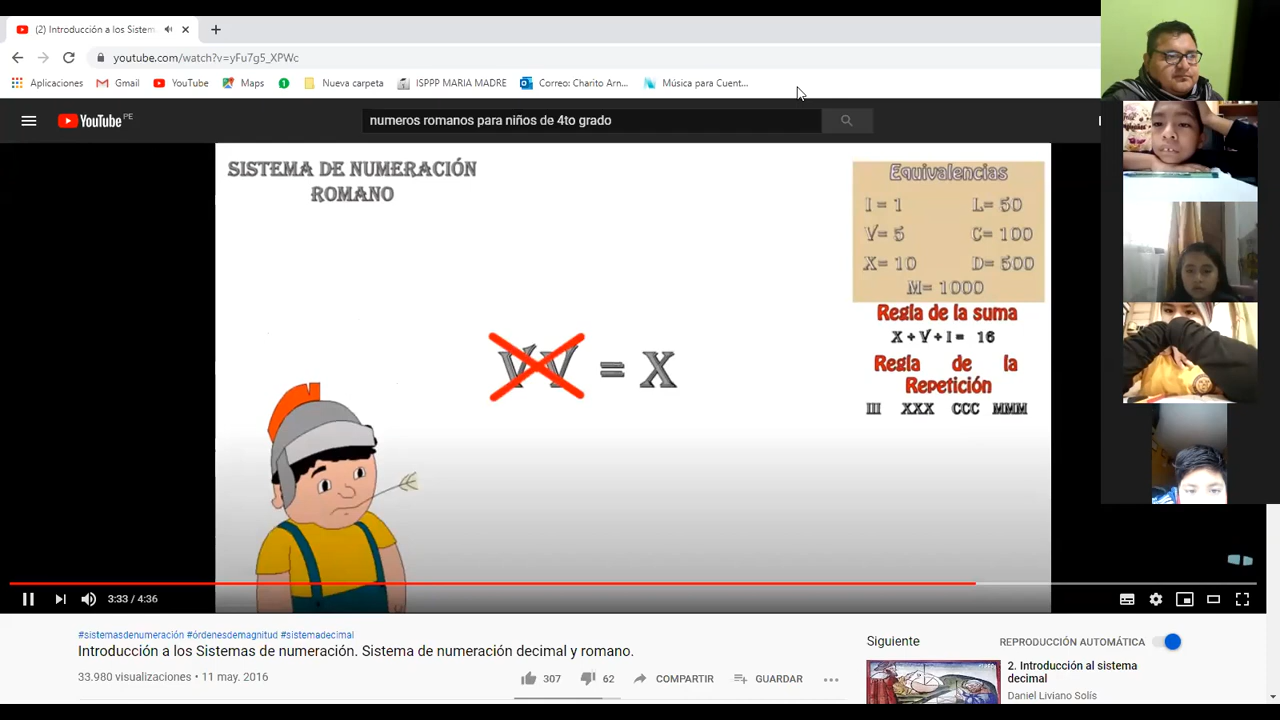 (2) Introducción a los Sistem
youtube.com/watch?v=yFu7g5_XPWc
Aplicaciones Gmail YouTube Maps 1 Nueva carpeta ISPPP MARIA MADRE Correo: Charito Arn... Música para Cuent...
YouTube PE numeros romanos para niños de 4to grado
SISTEMA DE NUMERACIÓN
ROMANO
Equivalencias
I = 1 L= 50
V= 5 C= 100
X= 10 D= 500
M= 1000
Regla de la suma
X + V + I = 16
Regla de la
Repetición
III XXX CCC MMM
VV = X
3:33 / 4:36
#sistemasdenumeración #órdenesdemagnitud #sistemadecimal
Introducción a los Sistemas de numeración. Sistema de numeración decimal y romano.
33.980 visualizaciones • 11 may. 2016
307 62 COMPARTIR GUARDAR
Siguiente REPRODUCCIÓN AUTOMÁTICA
2. Introducción al sistema
decimal
Daniel Liviano Solís